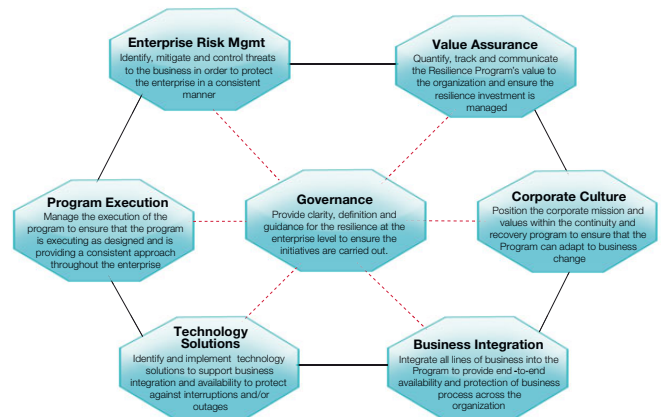 Enterprise Risk Mgmt
Identify, mitigate and control threats
to the business in order to protect
the enterprise in a consistent
manner
Value Assurance
Quantify, track and communicate
the Resilience Program's value to
the organization and ensure the
resilience investment is
managed
Program Execution
Manage the execution of the
program to ensure that the program
is executing as designed and is
providing a consistent approach
throughout the enterprise
Governance
Provide clarity, definition and
guidance for the resilience at the
enterprise level to ensure the
initiatives are carried out.
Corporate Culture
Position the corporate mission and
values within the continuity and
recovery program to ensure that the
Program can adapt to business
change
Technology
Solutions
Identify and implement technology
solutions to support business
integration and availability to protect
against interruptions and/or
outages
Business Integration
Integrate all lines of business into the
Program to provide end-to-end
availability and protection of business
process across the
organization